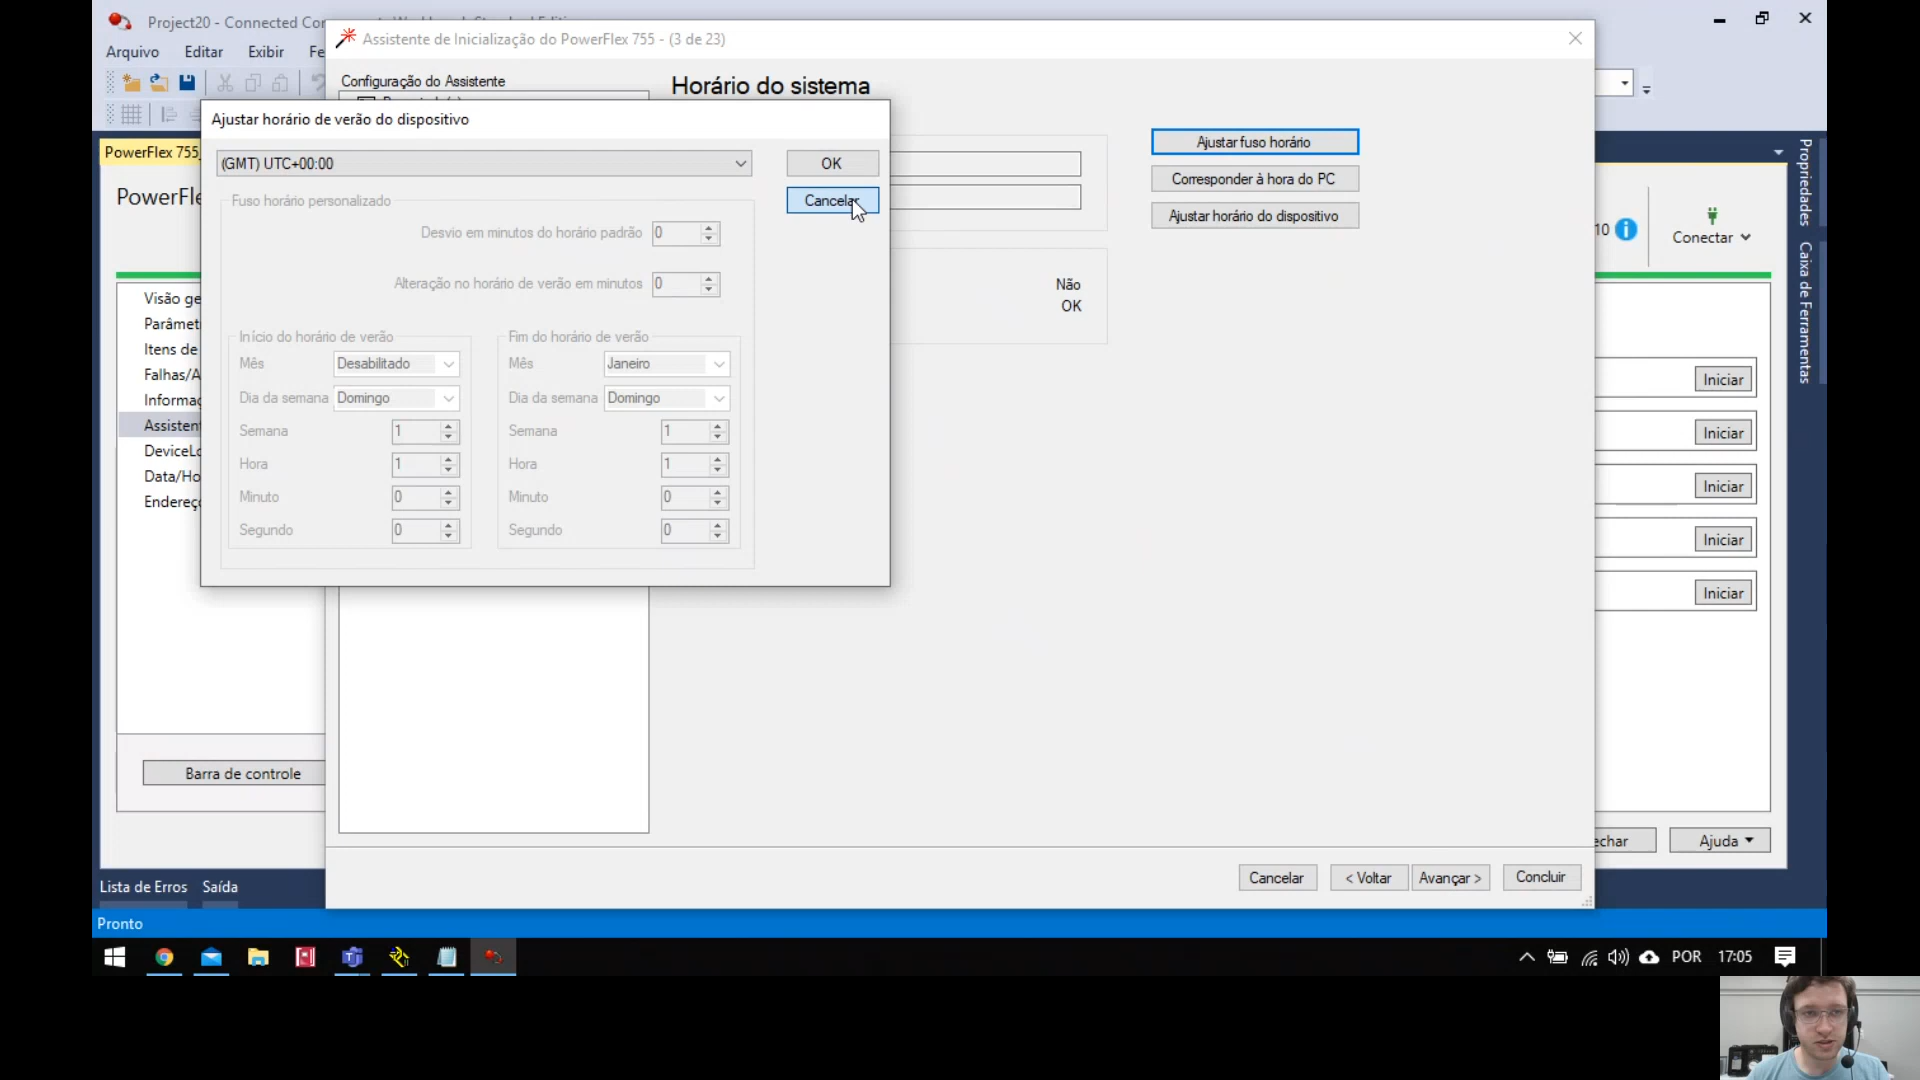 Project20 - Connected Cor
Arquivo Editar Exibir Fe
Assistente de Inicialização do PowerFlex 755 - (3 de 23)
Configuração do Assistente
Horário do sistema
Ajustar horário de verão do dispositivo
(GMT) UTC+00:00
OK
Cancelar
Fuso horário personalizado
Desvio em minutos do horário padrão 0
Alteração no horário de verão em minutos 0
Início do horário de verão
Mês Desabilitado
Dia da semana Domingo
Semana 1
Hora 1
Minuto 0
Segundo 0
Fim do horário de verão
Mês Janeiro
Dia da semana Domingo
Semana 1
Hora 1
Minuto 0
Segundo 0
Ajustar fuso horário
Corresponder à hora do PC
Ajustar horário do dispositivo
Não
OK
PowerFlex 755
PowerFle
Visão ge
Parâmet
Itens de
Falhas/A
Informaç
Assisten
DeviceLo
Data/Ho
Endereço
Barra de controle
10
Conectar
Iniciar
Iniciar
Iniciar
Iniciar
Iniciar
Propriedades
Caixa de Ferramentas
echar
Ajuda
Cancelar
< Voltar
Avançar >
Concluir
Lista de Erros Saída
Pronto
POR 17:05